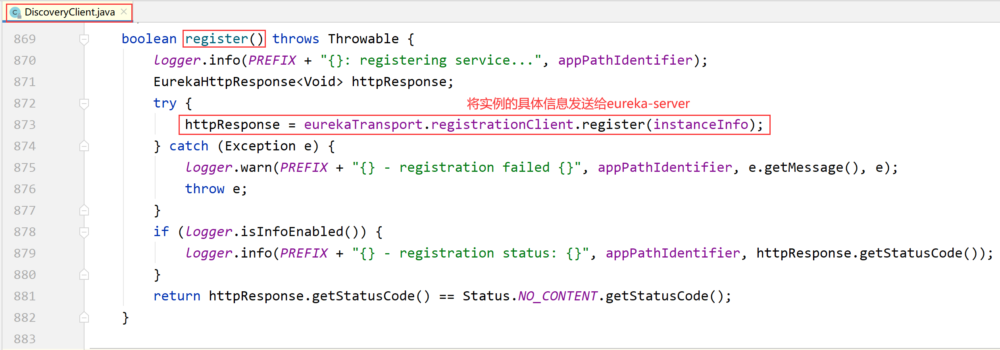 DiscoveryClient.java
869 boolean register() throws Throwable {
870 logger.info(PREFIX + "{}: registering service...", appPathIdentifier);
871 EurekaHttpResponse<Void> httpResponse;
872 try {
将实例的具体信息发送给eureka-server
873 httpResponse = eurekaTransport.registrationClient.register(instanceInfo);
874 } catch (Exception e) {
875 logger.warn(PREFIX + "{} - registration failed {}", appPathIdentifier, e.getMessage(), e);
876 throw e;
877 }
878 if (logger.isInfoEnabled()) {
879 logger.info(PREFIX + "{} - registration status: {}", appPathIdentifier, httpResponse.getStatusCode());
880 }
881 return httpResponse.getStatusCode() == Status.NO_CONTENT.getStatusCode();
882 }
883